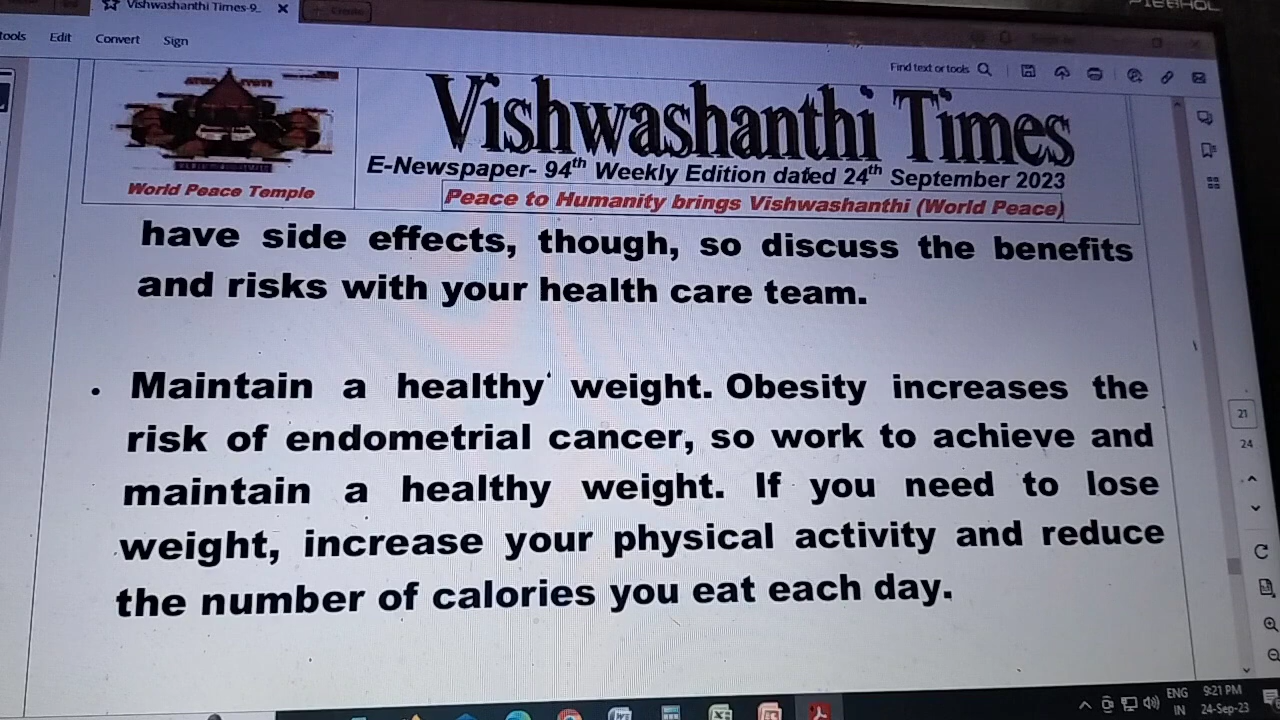 Vishwashanthi Times-9...
tools Edit Convert Sign
Find text or tools
Vishwashanthi Times
E-Newspaper- 94th Weekly Edition dated 24th September 2023
World Peace Temple
Peace to Humanity brings Vishwashanthi (World Peace)
have side effects, though, so discuss the benefits
and risks with your health care team.
• Maintain a healthy weight. Obesity increases the
risk of endometrial cancer, so work to achieve and
maintain a healthy weight. If you need to lose
weight, increase your physical activity and reduce
the number of calories you eat each day.
21
24
ENG
IN
9:21 PM
24-Sep-23